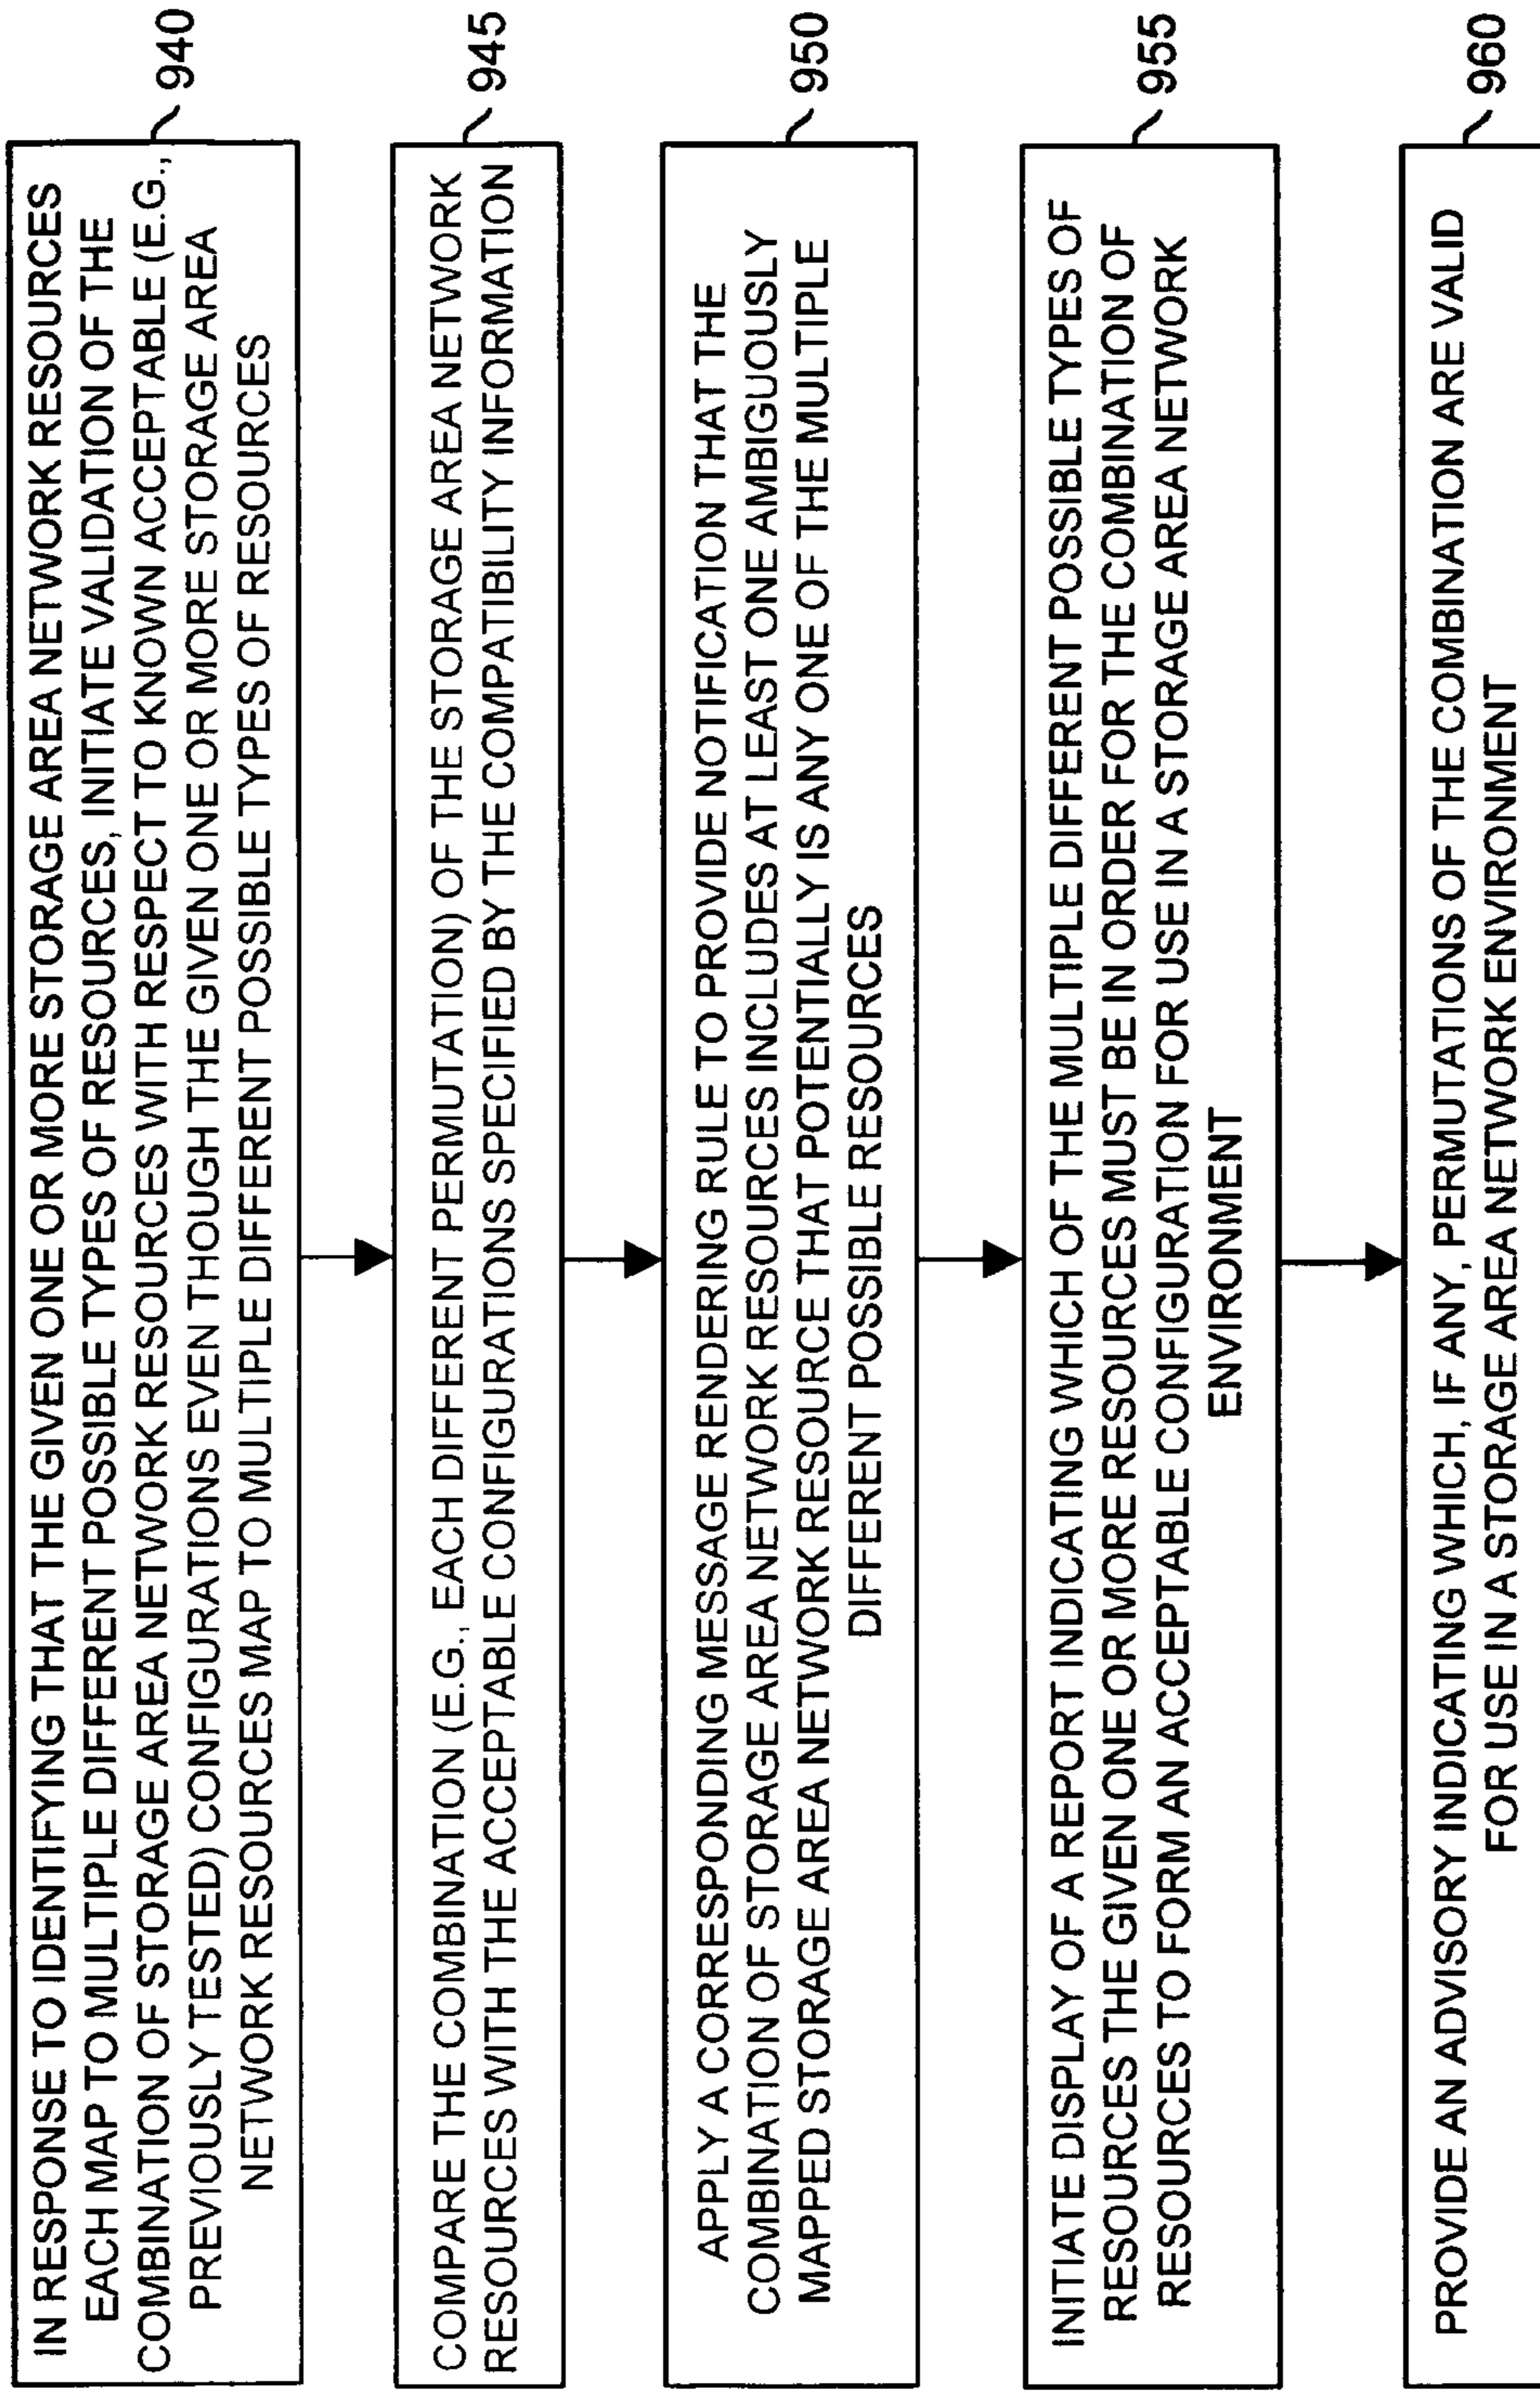 IN RESPONSE TO IDENTIFYING THAT THE GIVEN ONE OR MORE STORAGE AREA NETWORK RESOURCES
EACH MAP TO MULTIPLE DIFFERENT POSSIBLE TYPES OF RESOURCES, INITIATE VALIDATION OF THE
COMBINATION OF STORAGE AREA NETWORK RESOURCES WITH RESPECT TO KNOWN ACCEPTABLE (E.G.,
PREVIOUSLY TESTED) CONFIGURATIONS EVEN THOUGH THE GIVEN ONE OR MORE STORAGE AREA
NETWORK RESOURCES MAP TO MULTIPLE DIFFERENT POSSIBLE TYPES OF RESOURCES
940
COMPARE THE COMBINATION (E.G., EACH DIFFERENT PERMUTATION) OF THE STORAGE AREA NETWORK
RESOURCES WITH THE ACCEPTABLE CONFIGURATIONS SPECIFIED BY THE COMPATIBILITY INFORMATION
945
APPLY A CORRESPONDING MESSAGE RENDERING RULE TO PROVIDE NOTIFICATION THAT THE
COMBINATION OF STORAGE AREA NETWORK RESOURCES INCLUDES AT LEAST ONE AMBIGUOUSLY
MAPPED STORAGE AREA NETWORK RESOURCE THAT POTENTIALLY IS ANY ONE OF THE MULTIPLE
DIFFERENT POSSIBLE RESOURCES
950
INITIATE DISPLAY OF A REPORT INDICATING WHICH OF THE MULTIPLE DIFFERENT POSSIBLE TYPES OF
RESOURCES THE GIVEN ONE OR MORE RESOURCES MUST BE IN ORDER FOR THE COMBINATION OF
RESOURCES TO FORM AN ACCEPTABLE CONFIGURATION FOR USE IN A STORAGE AREA NETWORK
ENVIRONMENT
955
PROVIDE AN ADVISORY INDICATING WHICH, IF ANY, PERMUTATIONS OF THE COMBINATION ARE VALID
FOR USE IN A STORAGE AREA NETWORK ENVIRONMENT
960